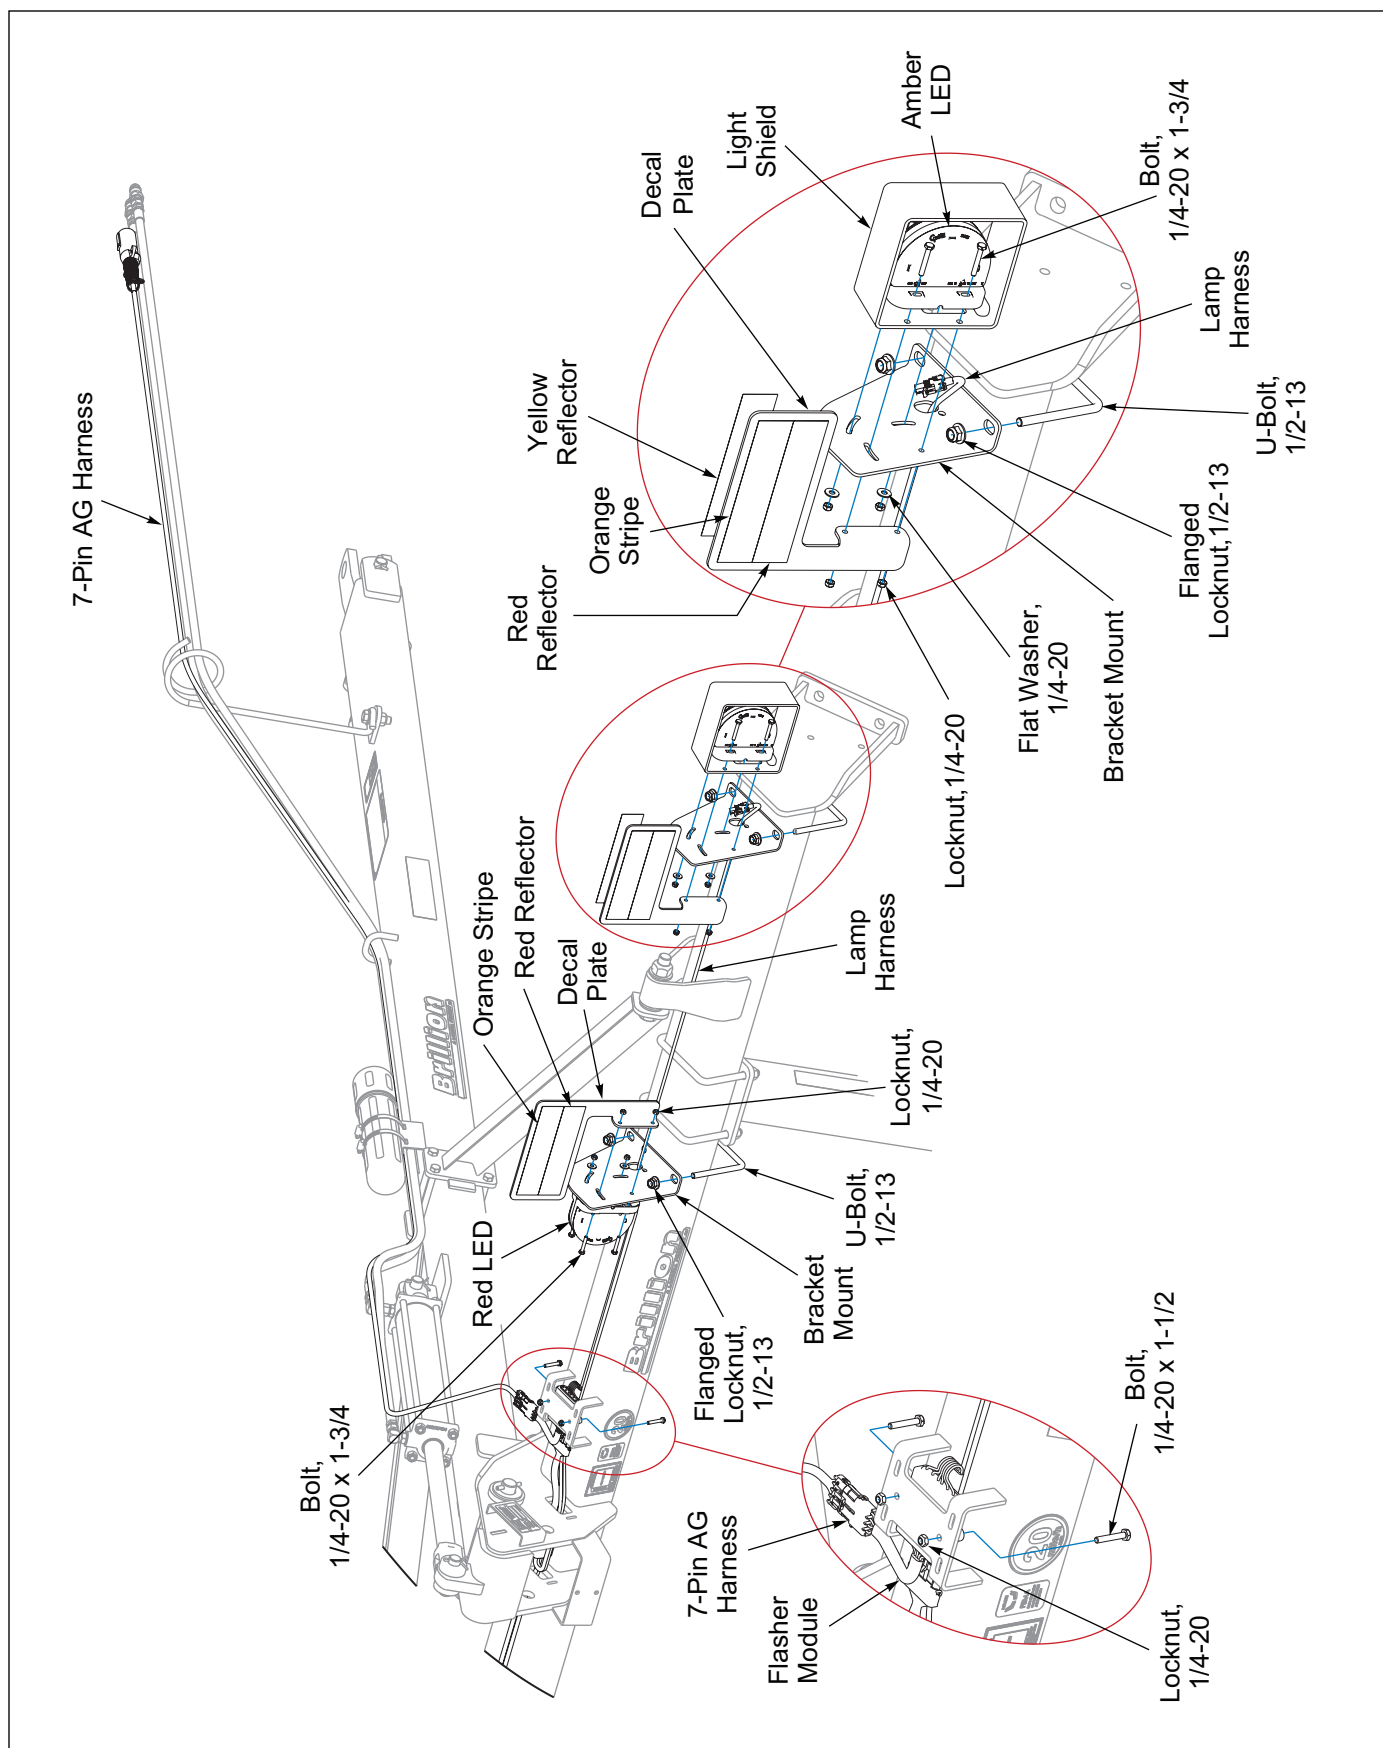 7-Pin AG Harness
Decal
Plate
Light
Shield
Amber
LED
Bolt,
1/4-20 x 1-3/4
Yellow
Reflector
Orange
Stripe
Red
Reflector
Lamp
Harness
U-Bolt,
1/2-13
Flanged
Locknut,1/2-13
Bracket Mount
Flat Washer,
1/4-20
Locknut,1/4-20
Brillion
Orange Stripe
Red Reflector
Decal
Plate
Lamp
Harness
Locknut,
1/4-20
U-Bolt,
1/2-13
Bracket
Mount
Red LED
Brillion
Flanged
Locknut,
1/2-13
Bolt,
1/4-20 x 1-3/4
20
7-Pin AG
Harness
Flasher
Module
20
Bolt,
1/4-20 x 1-1/2
Locknut,
1/4-20